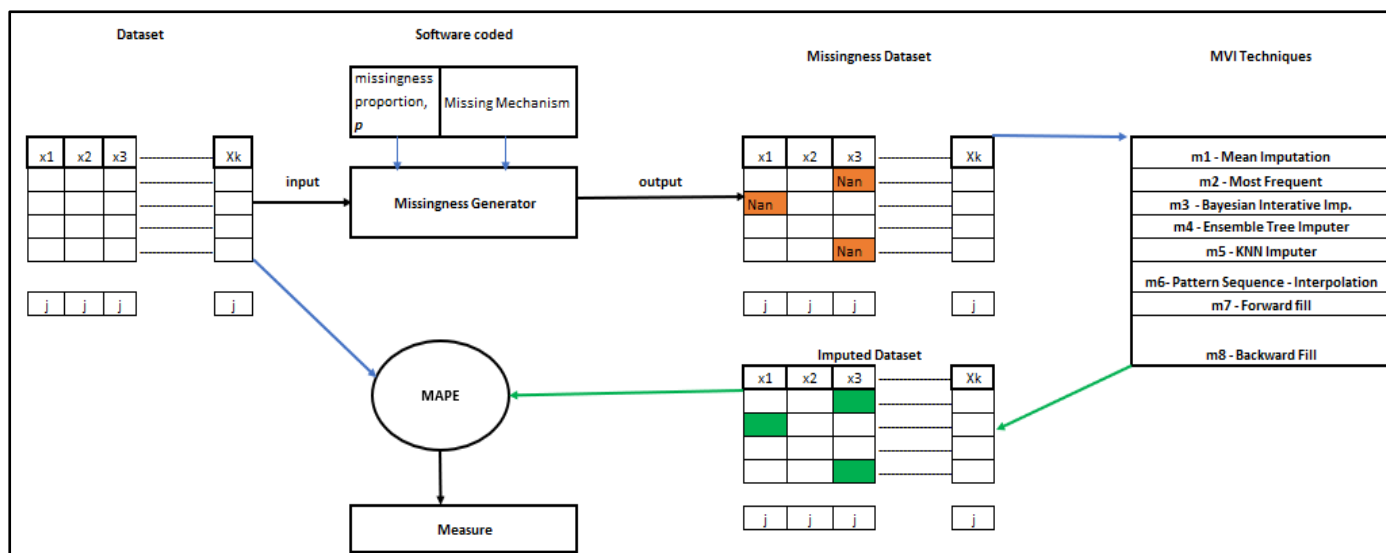 Dataset
Software coded
Missingness Dataset
MVI Techniques
missingness
proportion,
p
Missing Mechanism
x1 x2 x3 Xk
input
Missingness Generator
output
x1 x2 x3 Xk
Nan
Nan
Nan
m1 - Mean Imputation
m2 - Most Frequent
m3 - Bayesian Interative Imp.
m4 - Ensemble Tree Imputer
m5 - KNN Imputer
m6- Pattern Sequence - Interpolation
m7 - Forward fill
m8 - Backward Fill
j j j j
j j j j
Imputed Dataset
x1 x2 x3 Xk
MAPE
Measure
j j j j